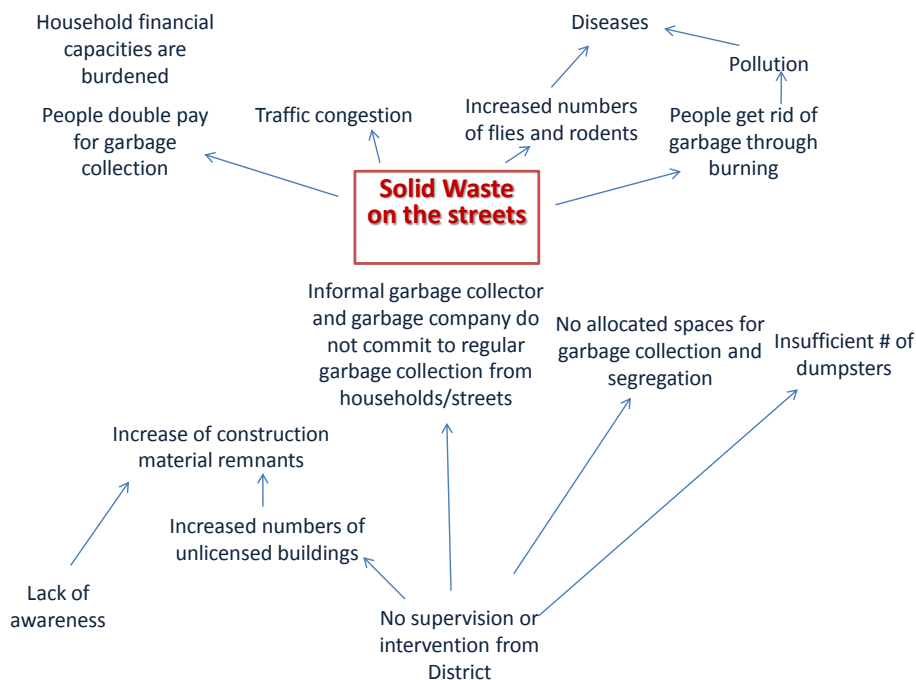 Household financial
capacities are
burdened
Diseases
Pollution
People double pay
for garbage
collection
Traffic congestion
Increased numbers
of flies and rodents
People get rid of
garbage through
burning
Solid Waste
on the streets
Informal garbage collector
and garbage company do
not commit to regular
garbage collection from
households/streets
No allocated spaces for
garbage collection and
segregation
Insufficient # of
dumpsters
Increase of construction
material remnants
Increased numbers of
unlicensed buildings
Lack of
awareness
No supervision or
intervention from
District